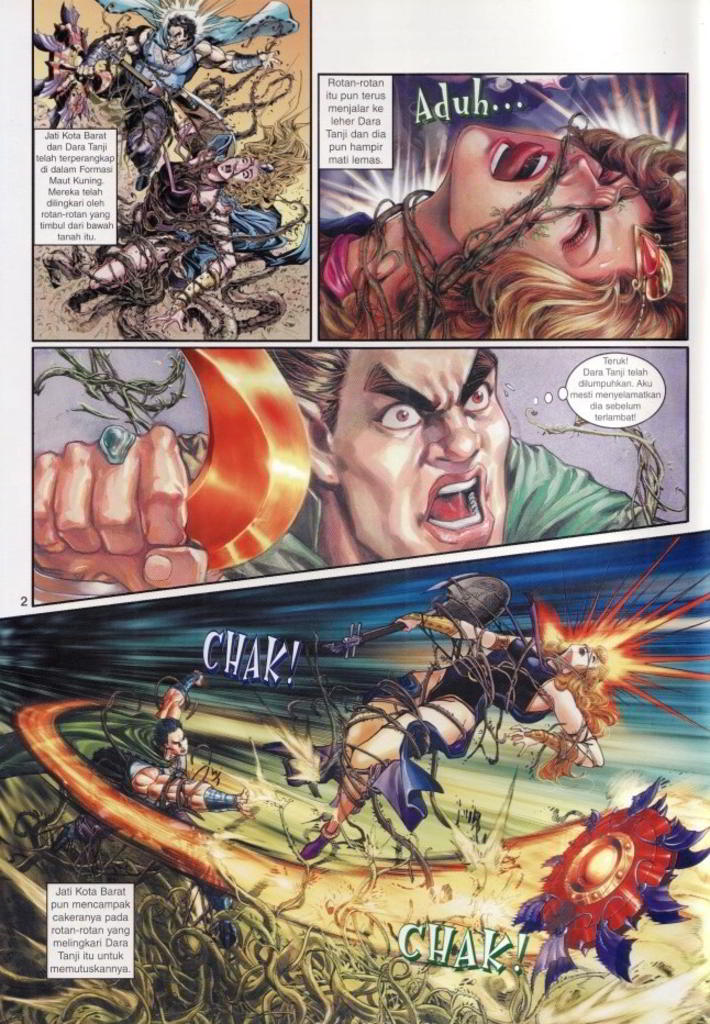 Jati Kota Barat
dan Dara Tanji
telah terperangkap
di dalam Formasi
Maut Kuning.
Mereka telah
dilingkari oleh
rotan-rotan yang
timbul dari bawah
tanah itu.
Rotan-rotan
itu pun terus
menjalar ke
leher Dara
Tanji dan dia
pun hampir
mati lemas.
Aduh...
Teruk!
Dara Tanji telah
dilumpuhkan. Aku
mesti menyelamatkan
dia sebelum
terlambat!
2
CHAK!
Jati Kota Barat
pun mencampak
cakeranya pada
rotan-rotan yang
melingkari Dara
Tanji itu untuk
memutuskannya.
CHAK!